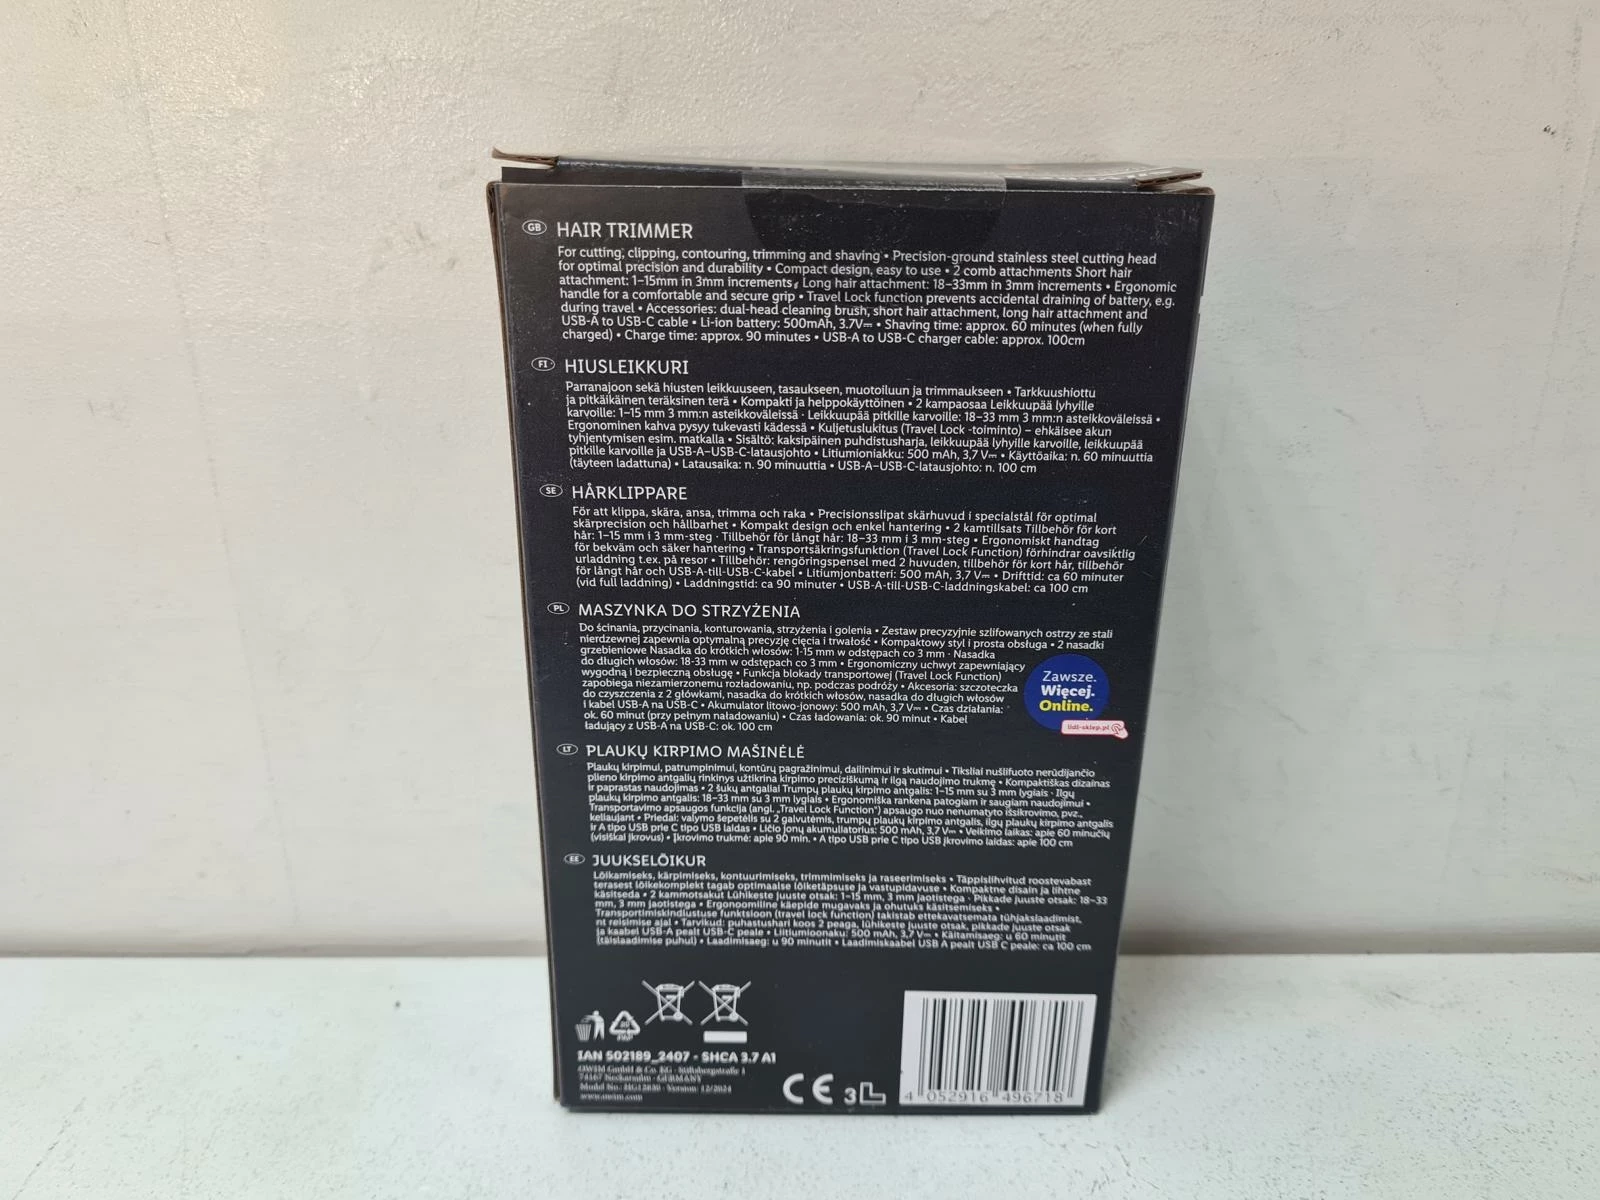 GB HAIR TRIMMER
For cutting, clipping, contouring, trimming and shaving • Precision-ground stainless steel cutting head
for optimal precision and durability • Compact design, easy to use • 2 comb attachments Short hair
attachment: 1–15mm in 3mm increments, Long hair attachment: 18–33mm in 3mm increments • Ergonomic
handle for a comfortable and secure grip • Travel Lock function prevents accidental draining of battery, e.g.
during travel • Accessories: dual-head cleaning brush, short hair attachment, long hair attachment and
USB-A to USB-C cable • Li-ion battery: 500mAh, 3.7V⎓ • Shaving time: approx. 60 minutes (when fully
charged) • Charge time: approx. 90 minutes • USB-A to USB-C charger cable: approx. 100cm
FI HIUSLEIKKURI
Parranajoon sekä hiusten leikkuuseen, tasaukseen, muotoiluun ja trimmaukseen • Tarkkuushiottu
ja pitkäikäinen teräksinen terä • Kompakti ja helppokäyttöinen • 2 kampaosaa Leikkuupää lyhyille
karvoille: 1–15 mm 3 mm:n asteikkoväleissä · Leikkuupää pitkille karvoille: 18–33 mm 3 mm:n asteikkoväleissä •
Ergonominen kahva pysyy tukevasti kädessä • Kuljetuslukitus (Travel Lock -toiminto) – ehkäisee akun
tyhjentymisen esim. matkalla • Sisältö: kaksipäinen puhdistusharja, leikkuupää lyhyille karvoille, leikkuupää
pitkille karvoille ja USB-A–USB-C-latausjohto • Litiumioniakku: 500 mAh, 3,7 V⎓ • Käyttöaika: n. 60 minuuttia
(täyteen ladattuna) • Latausaika: n. 90 minuuttia • USB-A–USB-C-latausjohto: n. 100 cm
SE HÅRKLIPPARE
För att klippa, skära, ansa, trimma och raka • Precisionsslipat skärhuvud i specialstål för optimal
skärprecision och hållbarhet • Kompakt design och enkel hantering • 2 kamtillsats Tillbehör för kort
hår: 1–15 mm i 3 mm-steg · Tillbehör för långt hår: 18–33 mm i 3 mm-steg • Ergonomiskt handtag
för bekväm och säker hantering • Transportsäkringsfunktion (Travel Lock Function) förhindrar oavsiktlig
urladdning t.ex. på resor • Tillbehör: rengöringspensel med 2 huvuden, tillbehör för kort hår, tillbehör
för långt hår och USB-A-till-USB-C-kabel • Litiumjonbatteri: 500 mAh, 3,7 V⎓ • Drifttid: ca 60 minuter
(vid full laddning) • Laddningstid: ca 90 minuter • USB-A-till-USB-C-laddningskabel: ca 100 cm
PL MASZYNKA DO STRZYŻENIA
Do ścinania, przycinania, konturowania, strzyżenia i golenia • Zestaw precyzyjnie szlifowanych ostrzy ze stali
nierdzewnej zapewnia optymalną precyzję cięcia i trwałość • Kompaktowy styl i prosta obsługa • 2 nasadki
grzebieniowe Nasadka do krótkich włosów: 1-15 mm w odstępach co 3 mm · Nasadka
do długich włosów: 18-33 mm w odstępach co 3 mm • Ergonomiczny uchwyt zapewniający
wygodną i bezpieczną obsługę • Funkcja blokady transportowej (Travel Lock Function)
zapobiega niezamierzonemu rozładowaniu, np. podczas podróży • Akcesoria: szczoteczka
do czyszczenia z 2 główkami, nasadka do krótkich włosów, nasadka do długich włosów
i kabel USB-A na USB-C • Akumulator litowo-jonowy: 500 mAh, 3,7 V⎓ • Czas działania:
ok. 60 minut (przy pełnym naładowaniu) • Czas ładowania: ok. 90 minut • Kabel
ładujący z USB-A na USB-C: ok. 100 cm
Zawsze.
Więcej.
Online.
lidl-sklep.pl
LT PLAUKŲ KIRPIMO MAŠINĖLĖ
Plaukų kirpimui, patrumpinimui, kontūrų pagražinimui, dailinimui ir skutimui • Tiksliai nušlifuoto nerūdijančio
plieno kirpimo antgalių rinkinys užtikrina kirpimo preciziškumą ir ilgą naudojimo trukmę • Kompaktiškas dizainas
ir paprastas naudojimas • 2 šukų antgaliai Trumpų plaukų kirpimo antgalis: 1–15 mm su 3 mm lygiais · Ilgų
plaukų kirpimo antgalis: 18–33 mm su 3 mm lygiais • Ergonomiška rankena patogiam ir saugiam naudojimui •
Transportavimo apsaugos funkcija (angl. „Travel Lock Function“) apsaugo nuo nenumatyto išsikrovimo, pvz.,
keliaujant • Priedai: valymo šepetėlis su 2 galvutėmis, trumpų plaukų kirpimo antgalis, ilgų plaukų kirpimo antgalis
ir A tipo USB prie C tipo USB laidas • Ličio jonų akumuliatorius: 500 mAh, 3,7 V⎓ • Veikimo laikas: apie 60 minučių
(visiškai įkrovus) • Įkrovimo trukmė: apie 90 min. • A tipo USB prie C tipo USB įkrovimo laidas: apie 100 cm
EE JUUKSELÕIKUR
Lõikamiseks, kärpimiseks, kontuurimiseks, trimmimiseks ja raseerimiseks • Täppislihvitud roostevabast
terasest lõikekomplekt tagab optimaalse lõiketäpsuse ja vastupidavuse • Kompaktne disain ja lihtne
käsitseda • 2 kammotsakut Lühikeste juuste otsak: 1–15 mm, 3 mm jaotistega · Pikkade juuste otsak: 18–33
mm, 3 mm jaotistega • Ergonoomiline käepide mugavaks ja ohutuks käsitsemiseks •
Transportimiskindlustuse funktsioon (travel lock function) takistab ettekavatsemata tühjakslaadimist,
nt reisimise ajal • Tarvikud: puhastushari koos 2 peaga, lühikeste juuste otsak, pikkade juuste otsak
ja kaabel USB-A pealt USB-C peale • Liitiumioonaku: 500 mAh, 3,7 V⎓ • Käitamisaeg: u 60 minutit
(täislaadimise puhul) • Laadimisaeg: u 90 minutit • Laadimiskaabel USB A pealt USB C peale: ca 100 cm
PAP
IAN 502189_2407 - SHCA 3.7 A1
OWIM GmbH & Co. KG · Stiftsbergstraße 1
74167 Neckarsulm · GERMANY
Version: 12/2024
www.owim.com
CE 3L
4 052916 496718